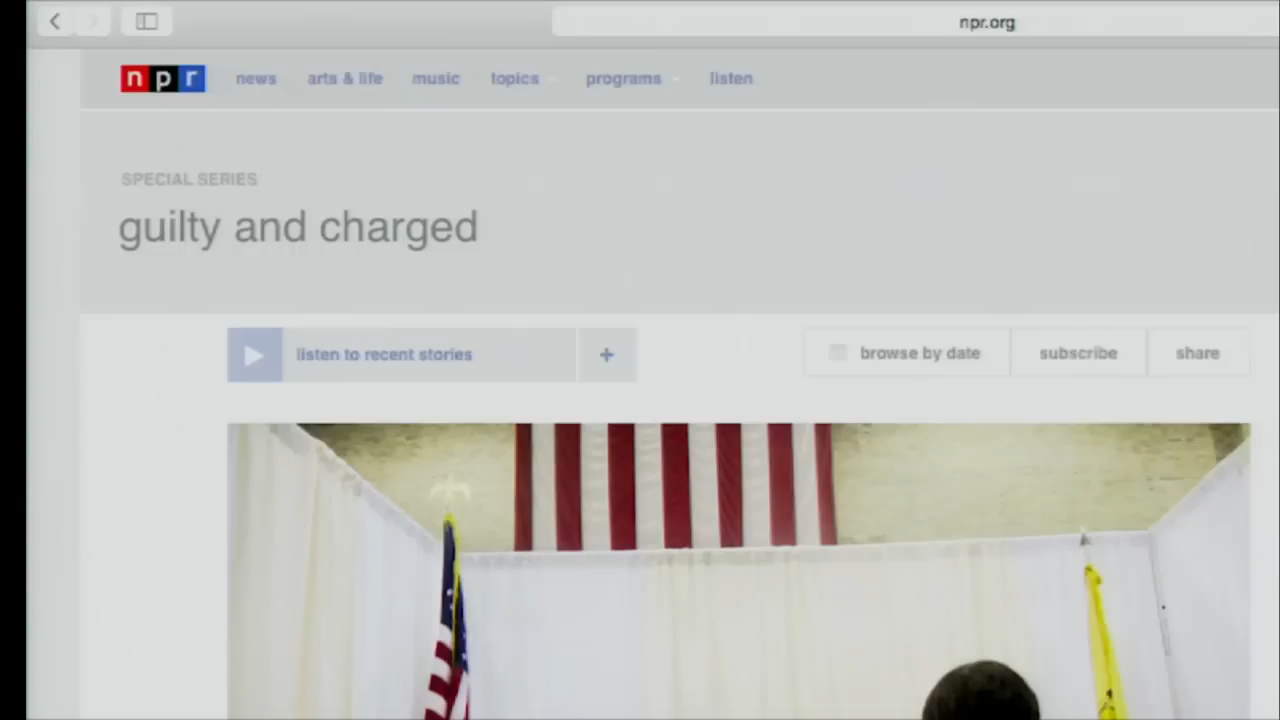 npr.org
npr news arts & life music topics programs listen
SPECIAL SERIES
guilty and charged
listen to recent stories +
browse by date subscribe share